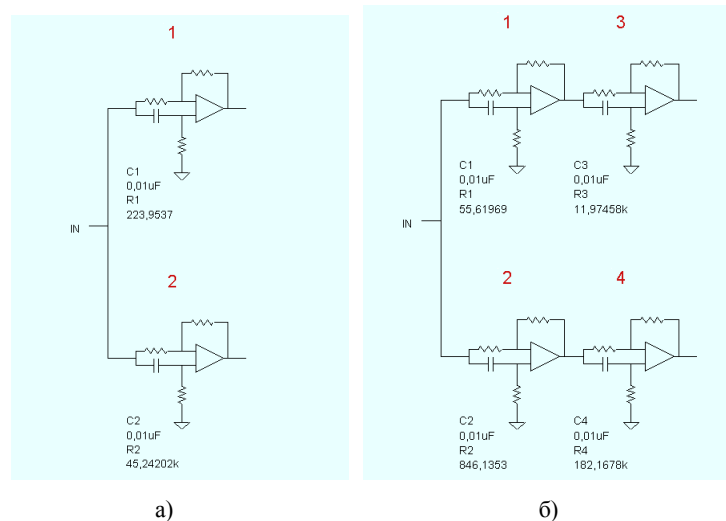 1
C1
0,01uF
R1
223,9537
IN
2
C2
0,01uF
R2
45,24202k
а)
1 3
C1 C3
0,01uF 0,01uF
R1 R3
55,61969 11,97458k
IN
2 4
C2 C4
0,01uF 0,01uF
R2 R4
846,1353 182,1678k
б)